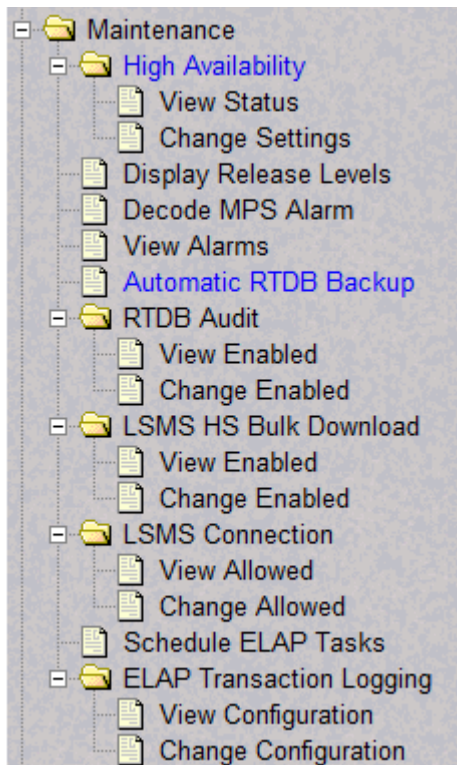 Maintenance
High Availability
View Status
Change Settings
Display Release Levels
Decode MPS Alarm
View Alarms
Automatic RTDB Backup
RTDB Audit
View Enabled
Change Enabled
LSMS HS Bulk Download
View Enabled
Change Enabled
LSMS Connection
View Allowed
Change Allowed
Schedule ELAP Tasks
ELAP Transaction Logging
View Configuration
Change Configuration